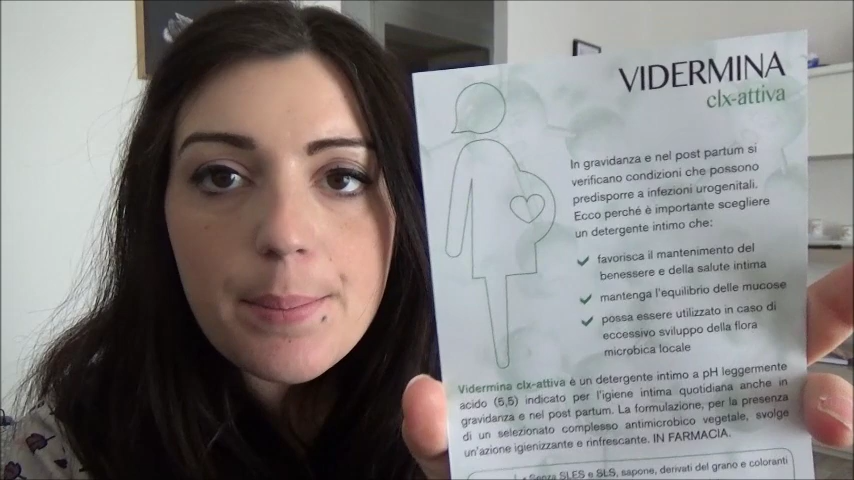 VIDERMINA
clx-attiva
In gravidanza e nel post partum si
verificano condizioni che possono
predisporre a infezioni urogenitali.
Ecco perché è importante scegliere
un detergente intimo che:
favorisca il mantenimento del
benessere e della salute intima
mantenga l'equilibrio delle mucose
possa essere utilizzato in caso di
eccessivo sviluppo della flora
microbica locale
Vidermina clx-attiva è un detergente intimo a pH leggermente
acido (5,5) indicato per l'igiene intima quotidiana anche in
gravidanza e nel post partum. La formulazione, per la presenza
di un selezionato complesso antimicrobico vegetale, svolge
un'azione igienizzante e rinfrescante. IN FARMACIA.
Senza SLES e SLS, sapone, derivati del grano e coloranti